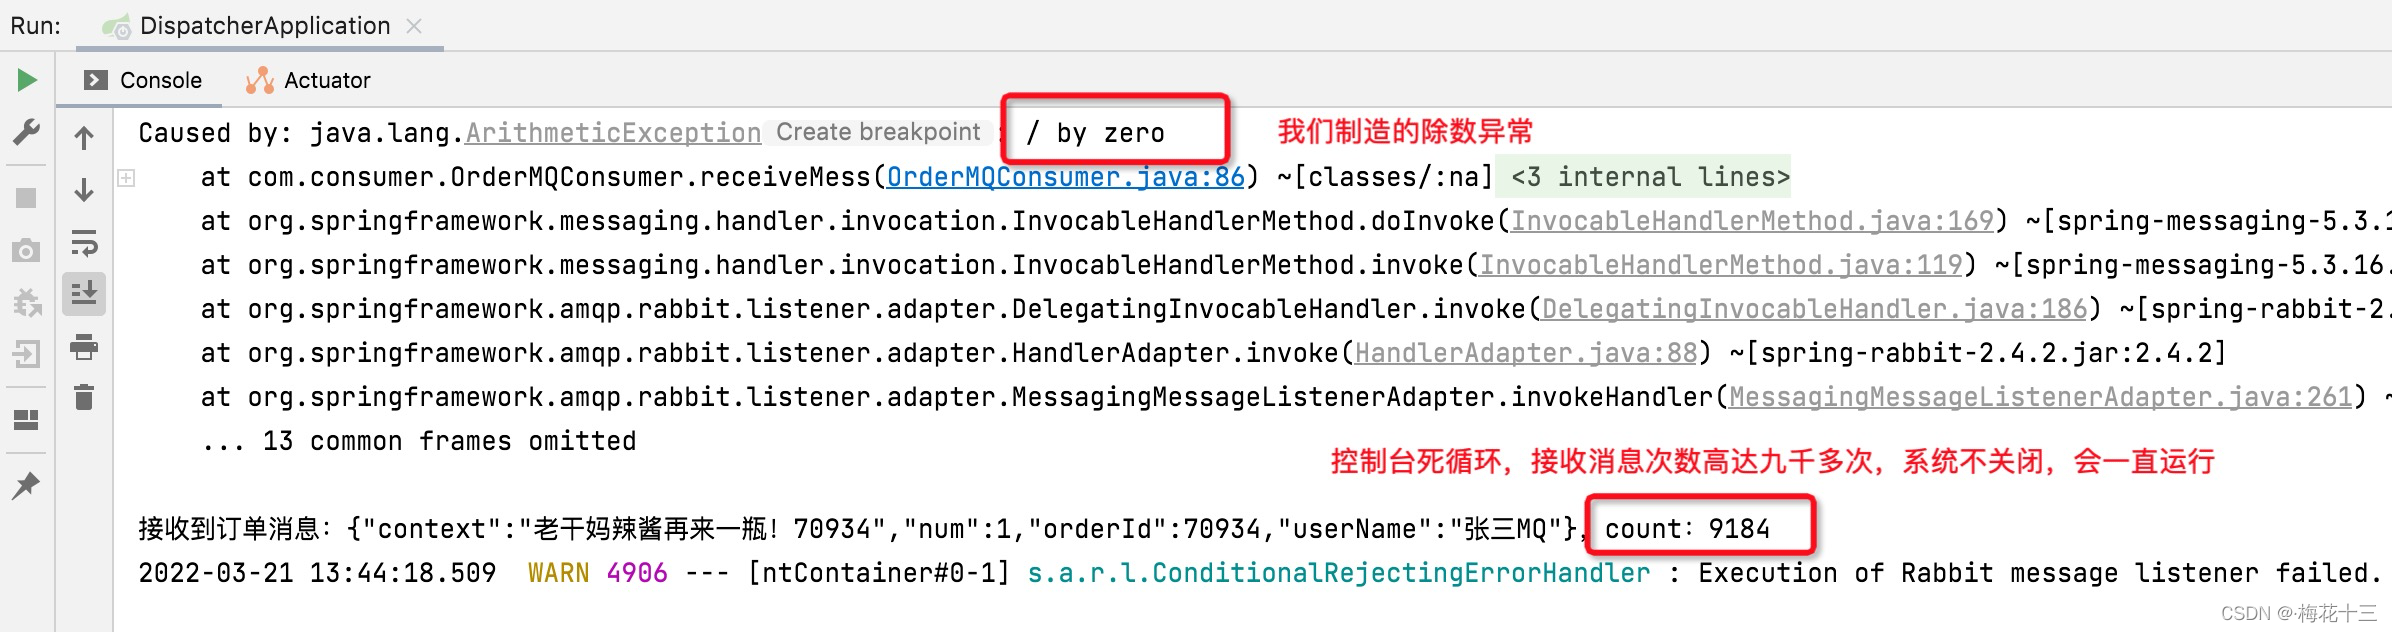 Run: DispatcherApplication
Console Actuator
Caused by: java.lang.ArithmeticException Create breakpoint : / by zero 我们制造的除数异常
at com.consumer.OrderMQConsumer.receiveMess(OrderMQConsumer.java:86) ~[classes/:na] <3 internal lines>
at org.springframework.messaging.handler.invocation.InvocableHandlerMethod.doInvoke(InvocableHandlerMethod.java:169) ~[spring-messaging-5.3.1
at org.springframework.messaging.handler.invocation.InvocableHandlerMethod.invoke(InvocableHandlerMethod.java:119) ~[spring-messaging-5.3.16.
at org.springframework.amqp.rabbit.listener.adapter.DelegatingInvocableHandler.invoke(DelegatingInvocableHandler.java:186) ~[spring-rabbit-2.
at org.springframework.amqp.rabbit.listener.adapter.HandlerAdapter.invoke(HandlerAdapter.java:88) ~[spring-rabbit-2.4.2.jar:2.4.2]
at org.springframework.amqp.rabbit.listener.adapter.MessagingMessageListenerAdapter.invokeHandler(MessagingMessageListenerAdapter.java:261) ~
... 13 common frames omitted
控制台死循环，接收消息次数高达九千多次，系统不关闭，会一直运行
接收到订单消息：{"context":"老干妈辣酱再来一瓶！70934","num":1,"orderId":70934,"userName":"张三MQ"}，count：9184
2022-03-21 13:44:18.509 WARN 4906 --- [ntContainer#0-1] s.a.r.l.ConditionalRejectingErrorHandler : Execution of Rabbit message listener failed.
CSDN @·梅花十三